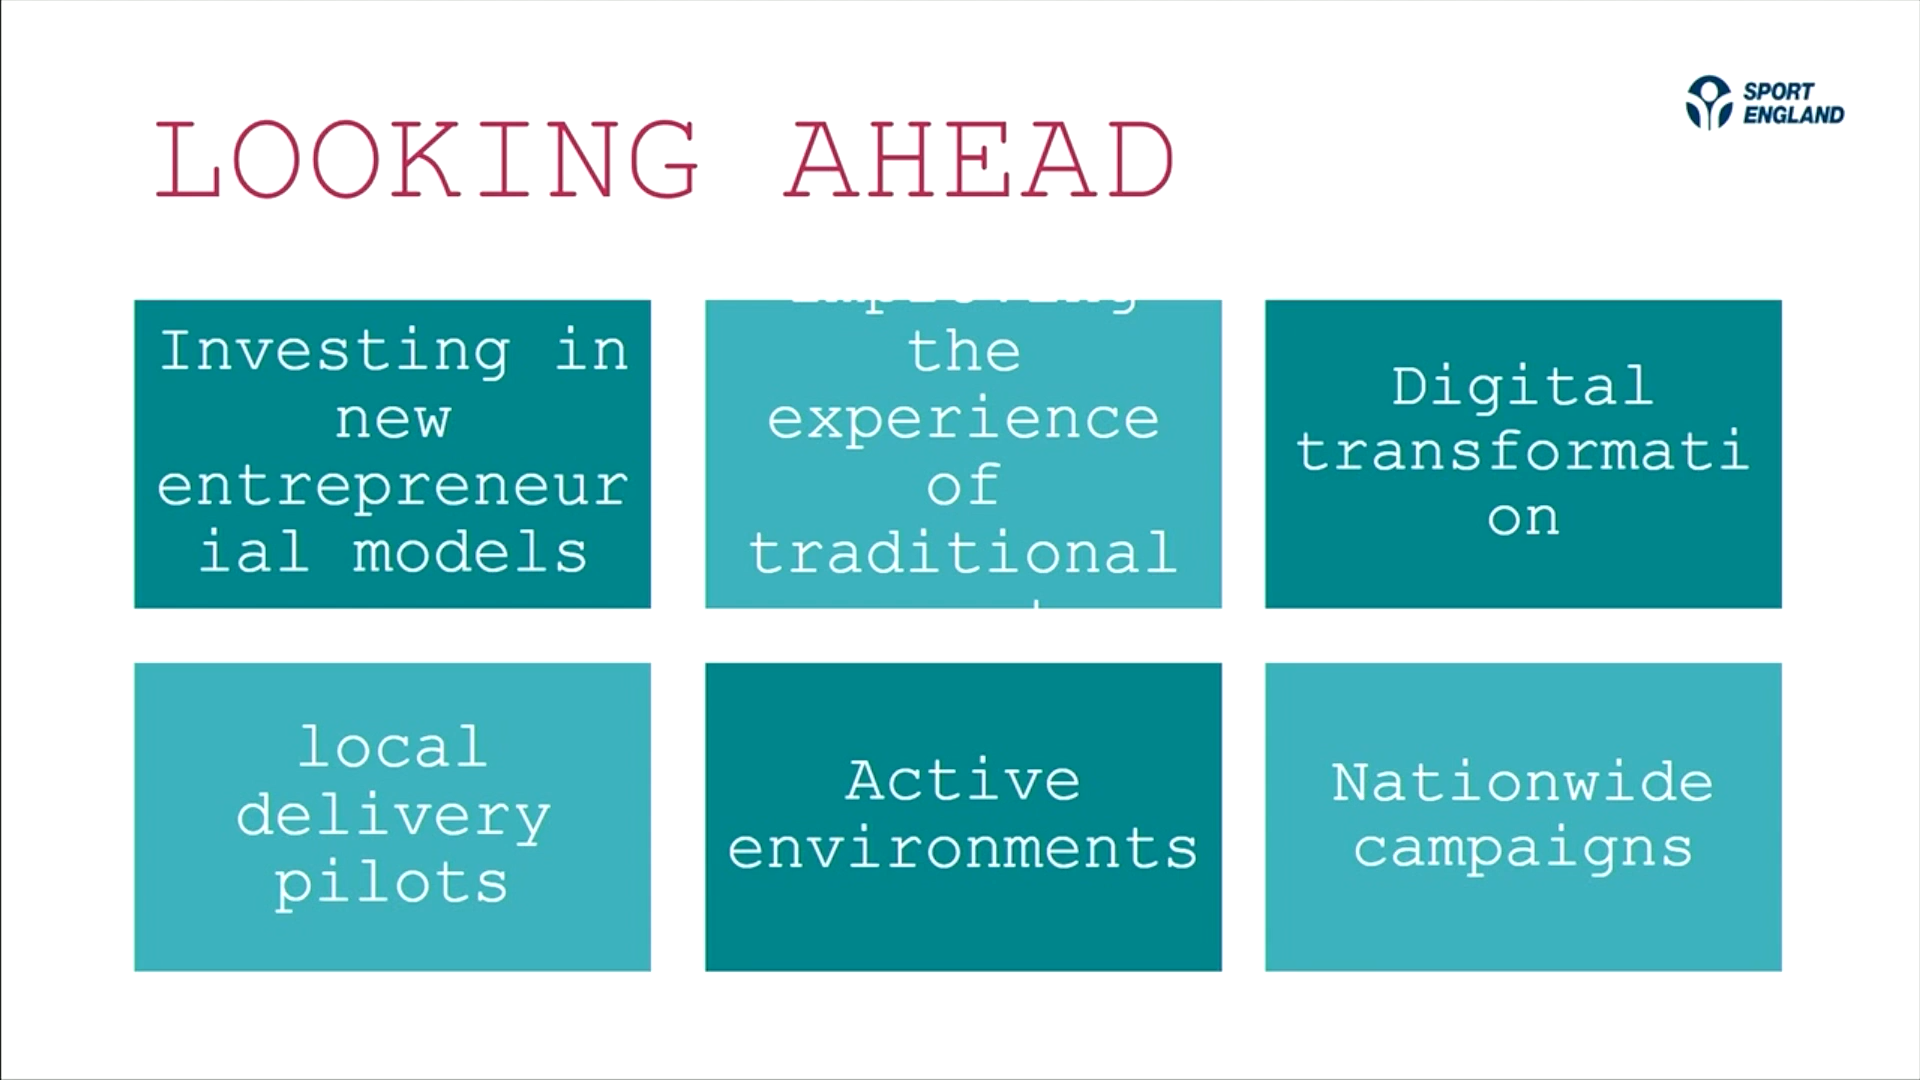 SPORT
ENGLAND
LOOKING AHEAD
Investing in
new
entrepreneur
ial models
Improving
the
experience
of
traditional
Digital
transformati
on
local
delivery
pilots
Active
environments
Nationwide
campaigns